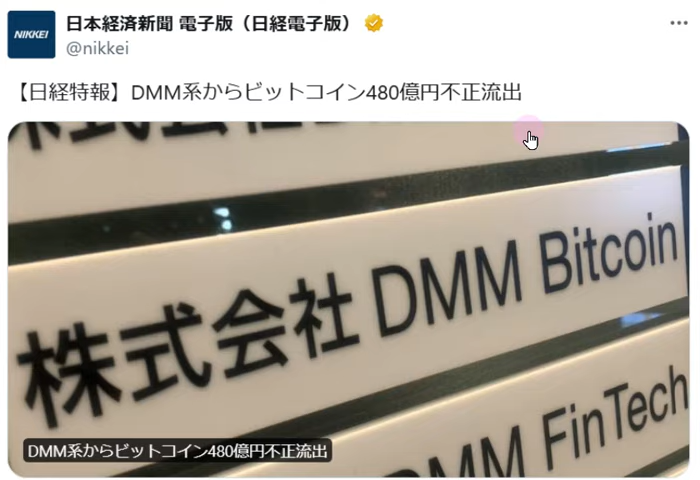 NIKKEI
日本経済新聞 電子版（日経電子版）
@nikkei
【日経特報】DMM系からビットコイン480億円不正流出
株式会社 DMM Bitcoin
DMM FinTech
DMM系からビットコイン480億円不正流出